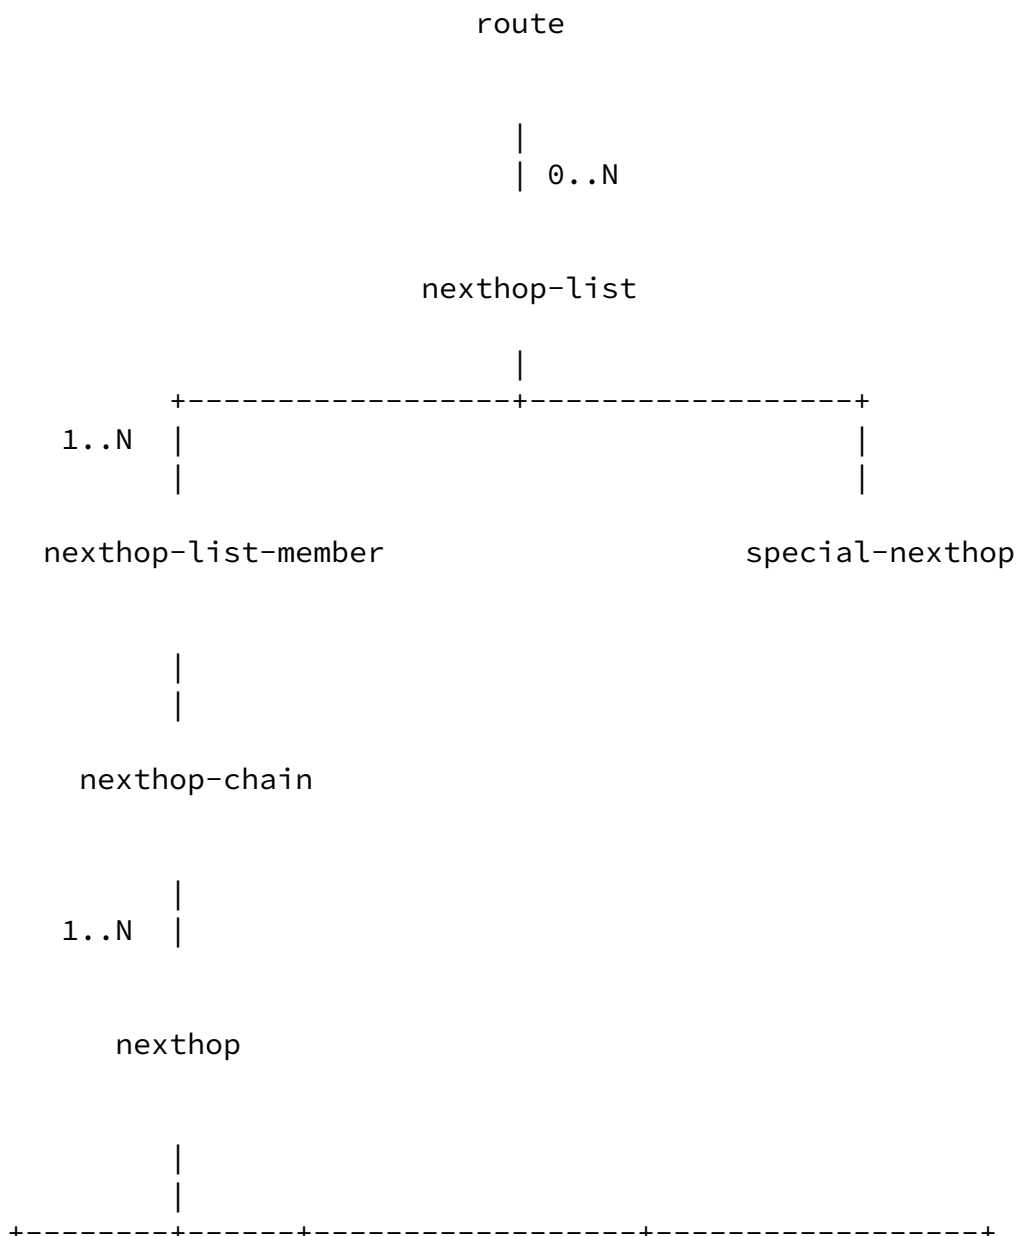 route
|
| 0..N
nexthop-list
|
+------------------+-----------------+
1..N | |
| |
nexthop-list-member special-nexthop
|
|
nexthop-chain
|
1..N |
nexthop
|
|
+--------+------+------------------+-----------------+